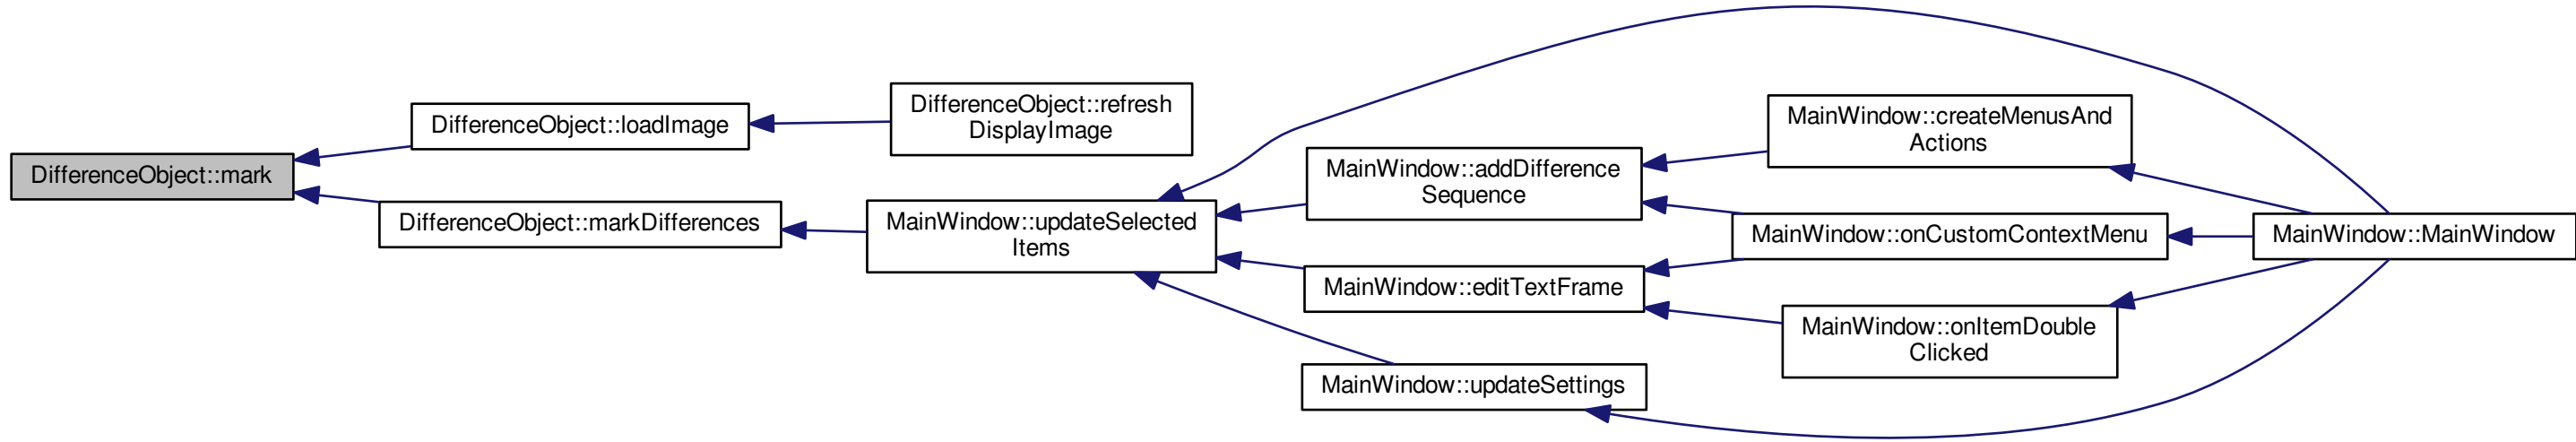 DifferenceObject::mark
DifferenceObject::loadImage
DifferenceObject::markDifferences
DifferenceObject::refresh
DisplayImage
MainWindow::updateSelected
Items
MainWindow::addDifference
Sequence
MainWindow::editTextFrame
MainWindow::updateSettings
MainWindow::createMenusAnd
Actions
MainWindow::onCustomContextMenu
MainWindow::onItemDouble
Clicked
MainWindow::MainWindow